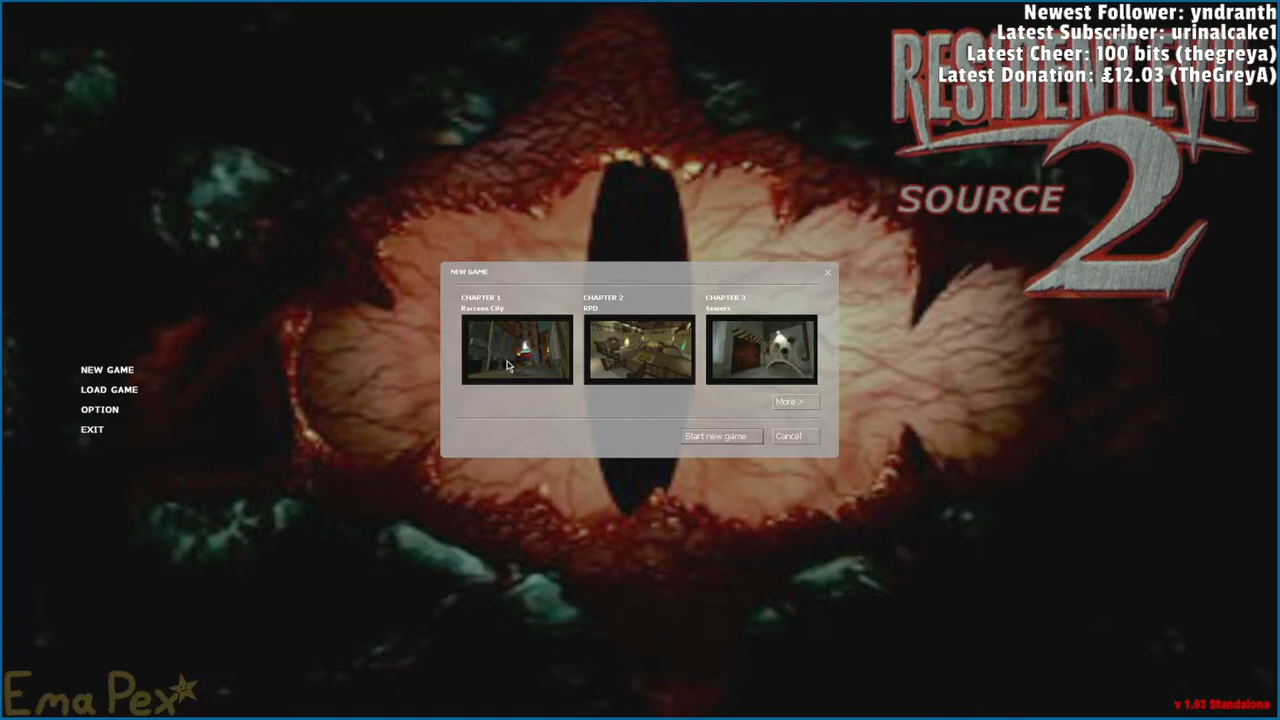 Newest Follower: yndranth
Latest Subscriber: urinalcake1
Latest Cheer: 100 bits (thegreya)
Latest Donation: £12.03 (TheGreyA)
RESIDENT EVIL
2
SOURCE
NEW GAME
CHAPTER 1
Raccoon City
CHAPTER 2
RPD
CHAPTER 3
Sewers
More >
Start new game
Cancel
NEW GAME
LOAD GAME
OPTION
EXIT
Ema Pex
v 1.03 Standalone